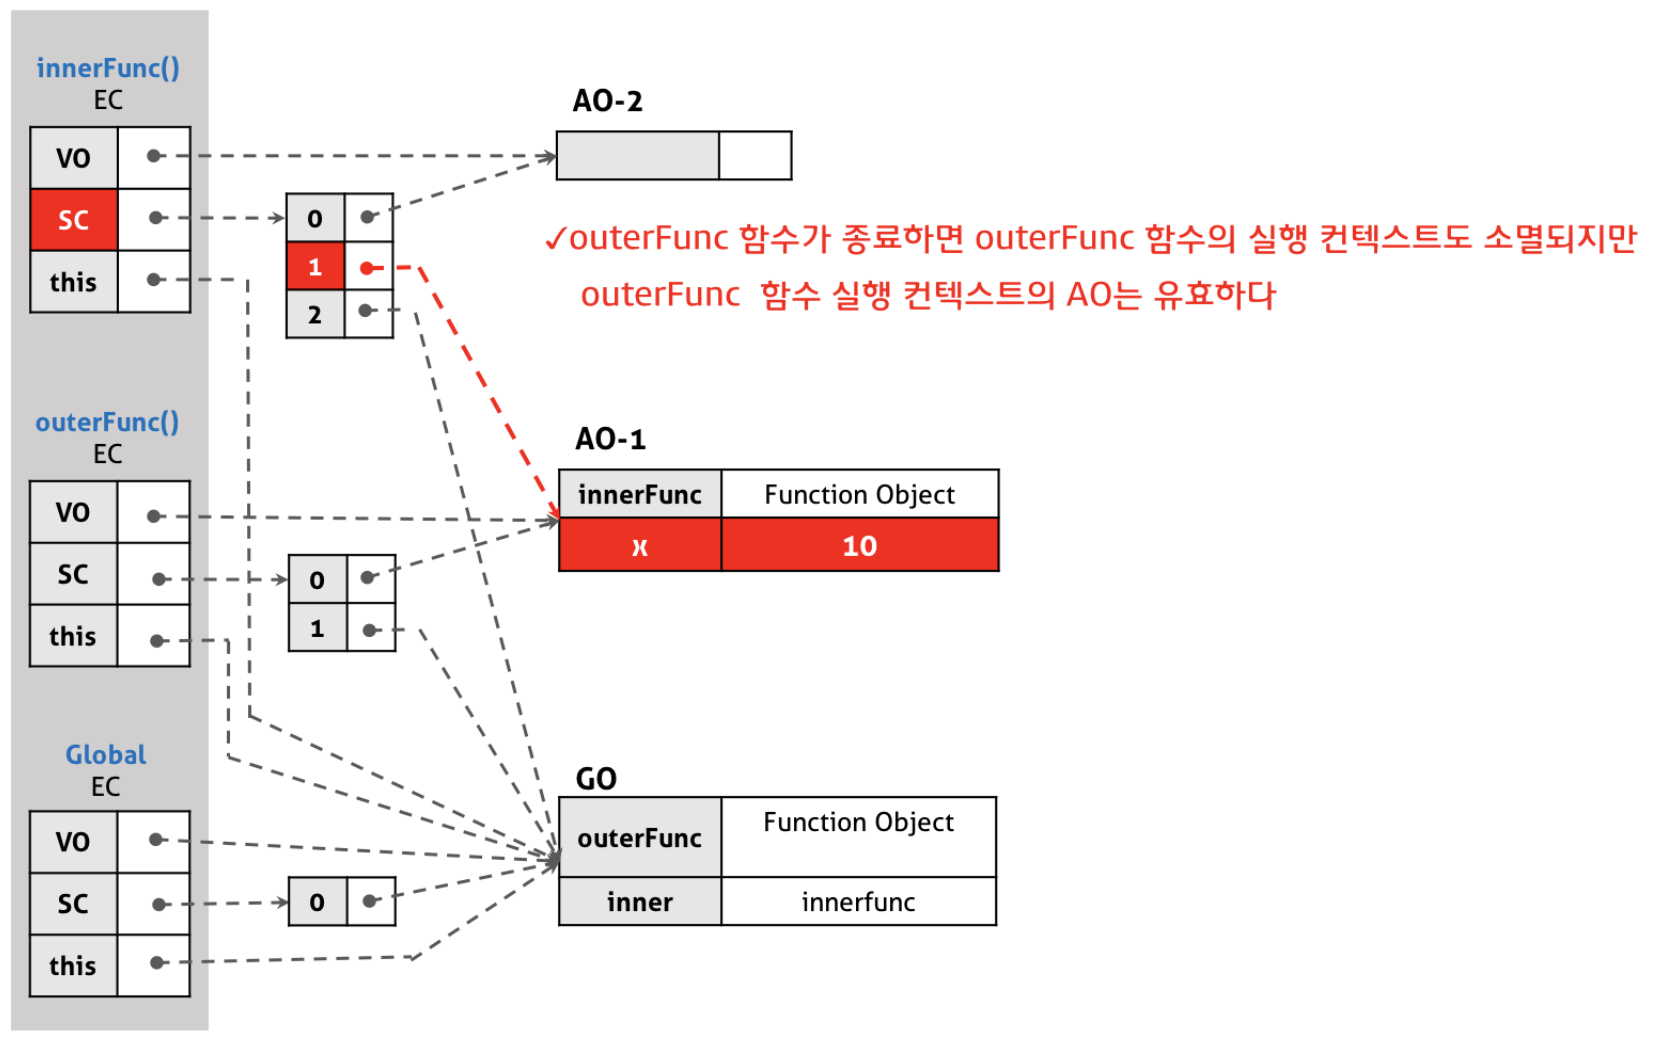 innerFunc()
EC
VO
SC
this
0
1
2
AO-2
✓outerFunc 함수가 종료하면 outerFunc 함수의 실행 컨텍스트도 소멸되지만
outerFunc 함수 실행 컨텍스트의 AO는 유효하다
outerFunc()
EC
VO
SC
this
0
1
AO-1
innerFunc Function Object
x 10
Global
EC
VO
SC
this
0
GO
outerFunc Function Object
inner innerfunc